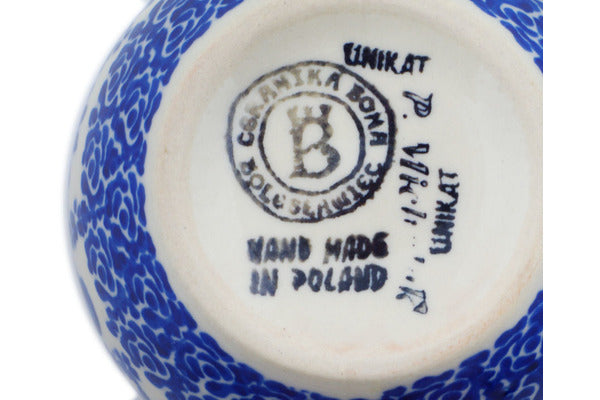 UNIKAT
CERAMIKA BONA
B
BOLESŁAWIEC
HAND MADE
IN POLAND
UNIKAT
P.